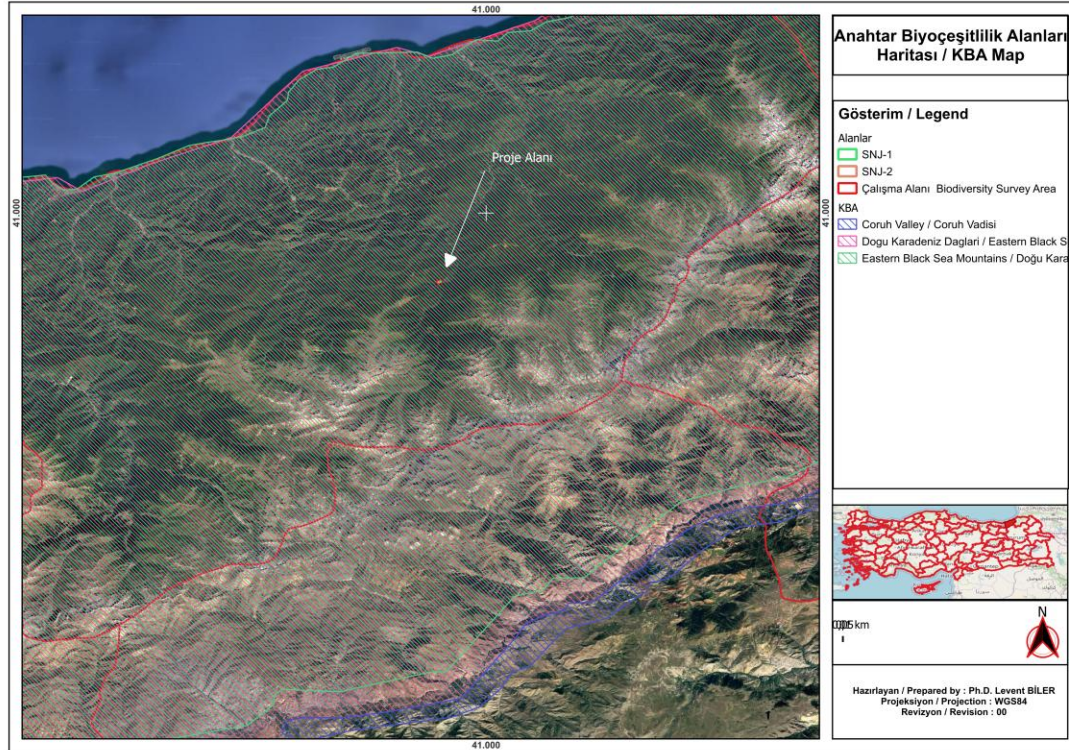 41.000
Anahtar Biyoçeşitlilik Alanları
Haritası / KBA Map
Proje Alanı
41.000
41.000
Gösterim / Legend
Alanlar
SNJ-1
SNJ-2
Çalışma Alanı Biodiversity Survey Area
KBA
Coruh Valley / Coruh Vadisi
Dogu Karadeniz Daglari / Eastern Black S
Eastern Black Sea Mountains / Doğu Kara
km
N
Hazırlayan / Prepared by : Ph.D. Levent BİLER
Projeksiyon / Projection : WGS84
Revizyon / Revision : 00
41.000